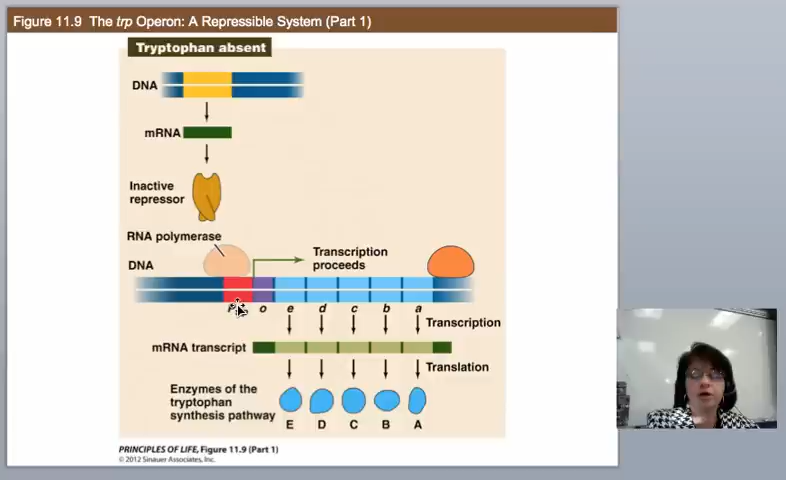 Figure 11.9 The trp Operon: A Repressible System (Part 1)
Tryptophan absent
DNA
mRNA
Inactive
repressor
RNA polymerase
Transcription
proceeds
DNA
o e d c b a
Transcription
mRNA transcript
Translation
Enzymes of the
tryptophan
synthesis pathway
E D C B A
PRINCIPLES OF LIFE, Figure 11.9 (Part 1)
© 2012 Sinauer Associates, Inc.